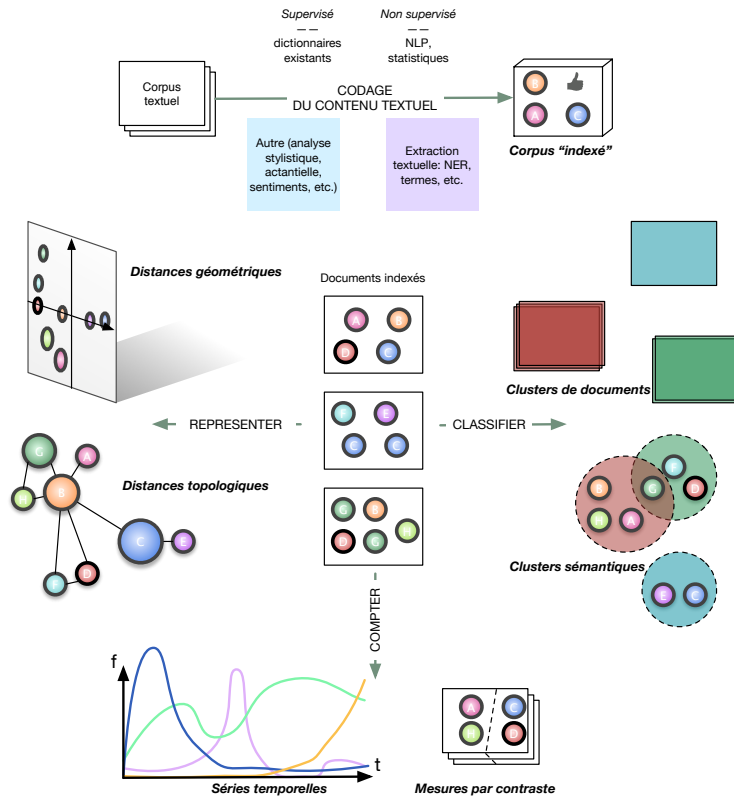 Supervisé
Non supervisé
dictionnaires
existants
NLP,
statistiques
Corpus
textuel
CODAGE
DU CONTENU TEXTUEL
B
A
C
Autre (analyse
stylistique,
actantielle,
sentiments, etc.)
Extraction
textuelle: NER,
termes, etc.
Corpus “indexé”
Distances géométriques
Documents indexés
A
B
D
C
Clusters de documents
F
E
C
C
REPRESENTER
CLASSIFIER
G
A
H
B
C
E
F
D
Distances topologiques
G
B
H
D
G
F
B
G
D
H
A
Clusters sémantiques
E
C
COMPTER
f
t
Séries temporelles
A
C
H
D
Mesures par contraste